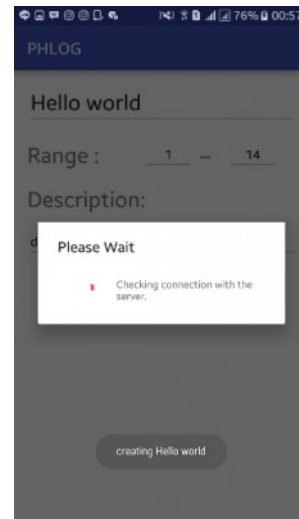 76% 00:57
PHLOG
Hello world
Range : 1 – 14
Description:
d
Please Wait
Checking connection with the
server.
creating Hello world